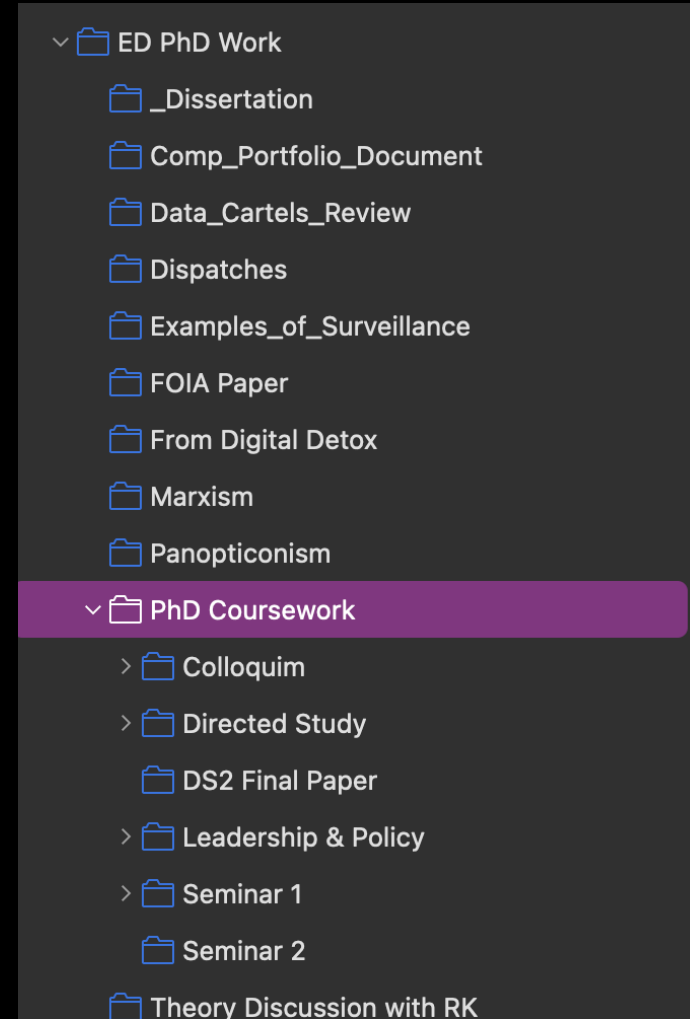 ED PhD Work
_Dissertation
Comp_Portfolio_Document
Data_Cartels_Review
Dispatches
Examples_of_Surveillance
FOIA Paper
From Digital Detox
Marxism
Panopticonism
PhD Coursework
Colloquim
Directed Study
DS2 Final Paper
Leadership & Policy
Seminar 1
Seminar 2
Theory Discussion with RK